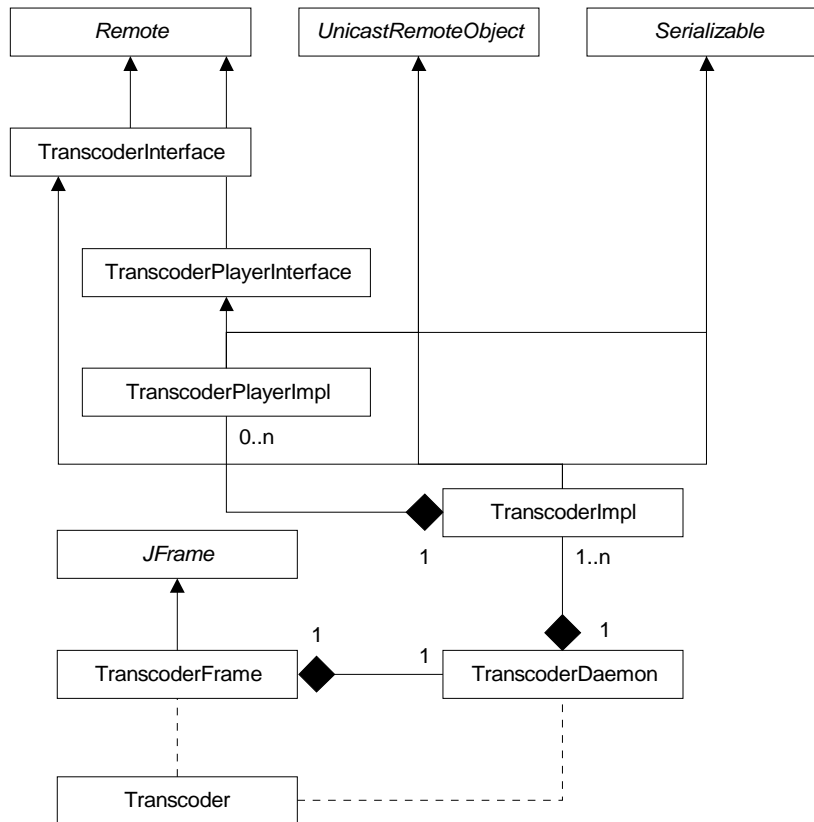 Remote
UnicastRemoteObject
Serializable
TranscoderInterface
TranscoderPlayerInterface
TranscoderPlayerImpl
0..n
TranscoderImpl
1
1..n
JFrame
1
1
1
TranscoderFrame
TranscoderDaemon
Transcoder